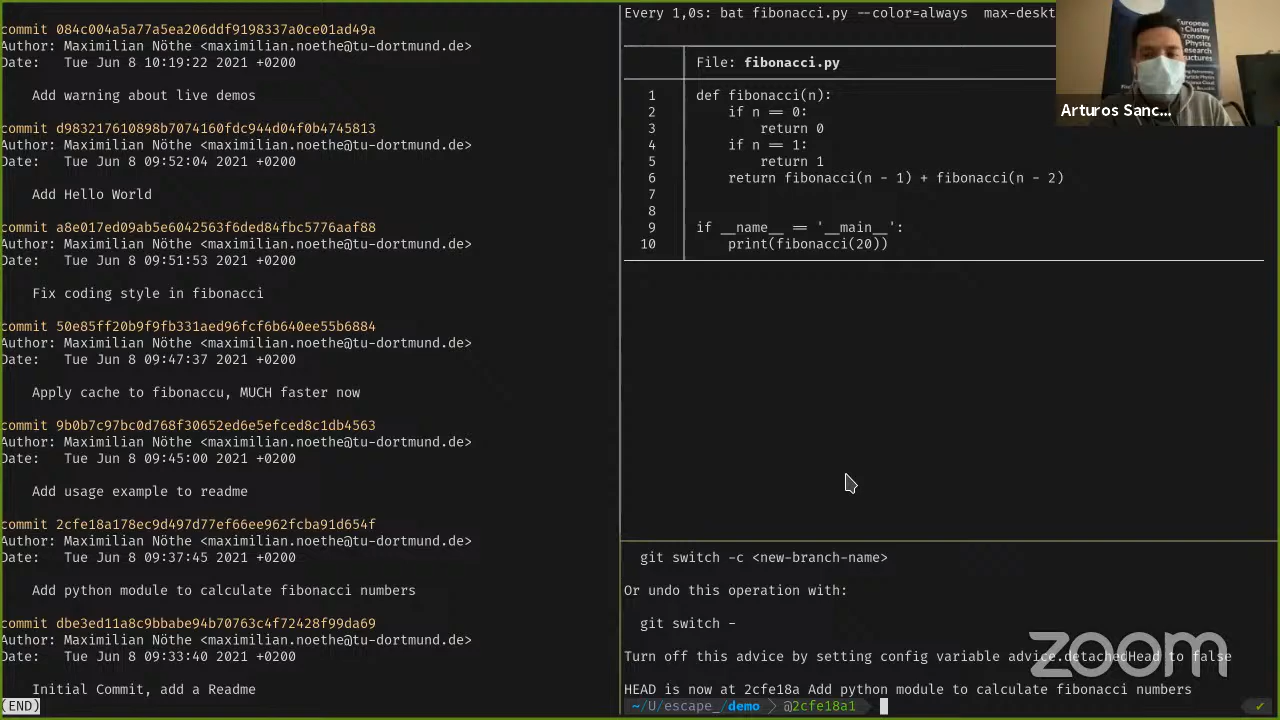 commit 084c004a5a77a5ea206ddf9198337a0ce01ad49a
Author: Maximilian Nöthe <maximilian.noethe@tu-dortmund.de>
Date:   Tue Jun 8 10:19:22 2021 +0200
Add warning about live demos
commit d983217610898b7074160fdc944d04f0b4745813
Author: Maximilian Nöthe <maximilian.noethe@tu-dortmund.de>
Date:   Tue Jun 8 09:52:04 2021 +0200
Add Hello World
commit a8e017ed09ab5e6042563f6ded84fbc5776aaf88
Author: Maximilian Nöthe <maximilian.noethe@tu-dortmund.de>
Date:   Tue Jun 8 09:51:53 2021 +0200
Fix coding style in fibonacci
commit 50e85ff20b9f9fb331aed96fcf6b640ee55b6884
Author: Maximilian Nöthe <maximilian.noethe@tu-dortmund.de>
Date:   Tue Jun 8 09:47:37 2021 +0200
Apply cache to fibonaccu, MUCH faster now
commit 9b0b7c97bc0d768f30652ed6e5efced8c1db4563
Author: Maximilian Nöthe <maximilian.noethe@tu-dortmund.de>
Date:   Tue Jun 8 09:45:00 2021 +0200
Add usage example to readme
commit 2cfe18a178ec9d497d77ef66ee962fcba91d654f
Author: Maximilian Nöthe <maximilian.noethe@tu-dortmund.de>
Date:   Tue Jun 8 09:37:45 2021 +0200
Add python module to calculate fibonacci numbers
commit dbe3ed11a8c9bbabe94b70763c4f72428f99da69
Author: Maximilian Nöthe <maximilian.noethe@tu-dortmund.de>
Date:   Tue Jun 8 09:33:40 2021 +0200
Initial Commit, add a Readme
(END)
Every 1,0s: bat fibonacci.py --color=always  max-deskt
File: fibonacci.py
1 def fibonacci(n):
2     if n == 0:
3         return 0
4     if n == 1:
5         return 1
6     return fibonacci(n - 1) + fibonacci(n - 2)
7
8
9 if __name__ == '__main__':
10     print(fibonacci(20))
git switch -c <new-branch-name>
Or undo this operation with:
git switch -
Turn off this advice by setting config variable advice.detachedHead to false
HEAD is now at 2cfe18a Add python module to calculate fibonacci numbers
~/U/escape_/demo @2cfe18a1 ✔
European
Arturos Sanc...
zoom